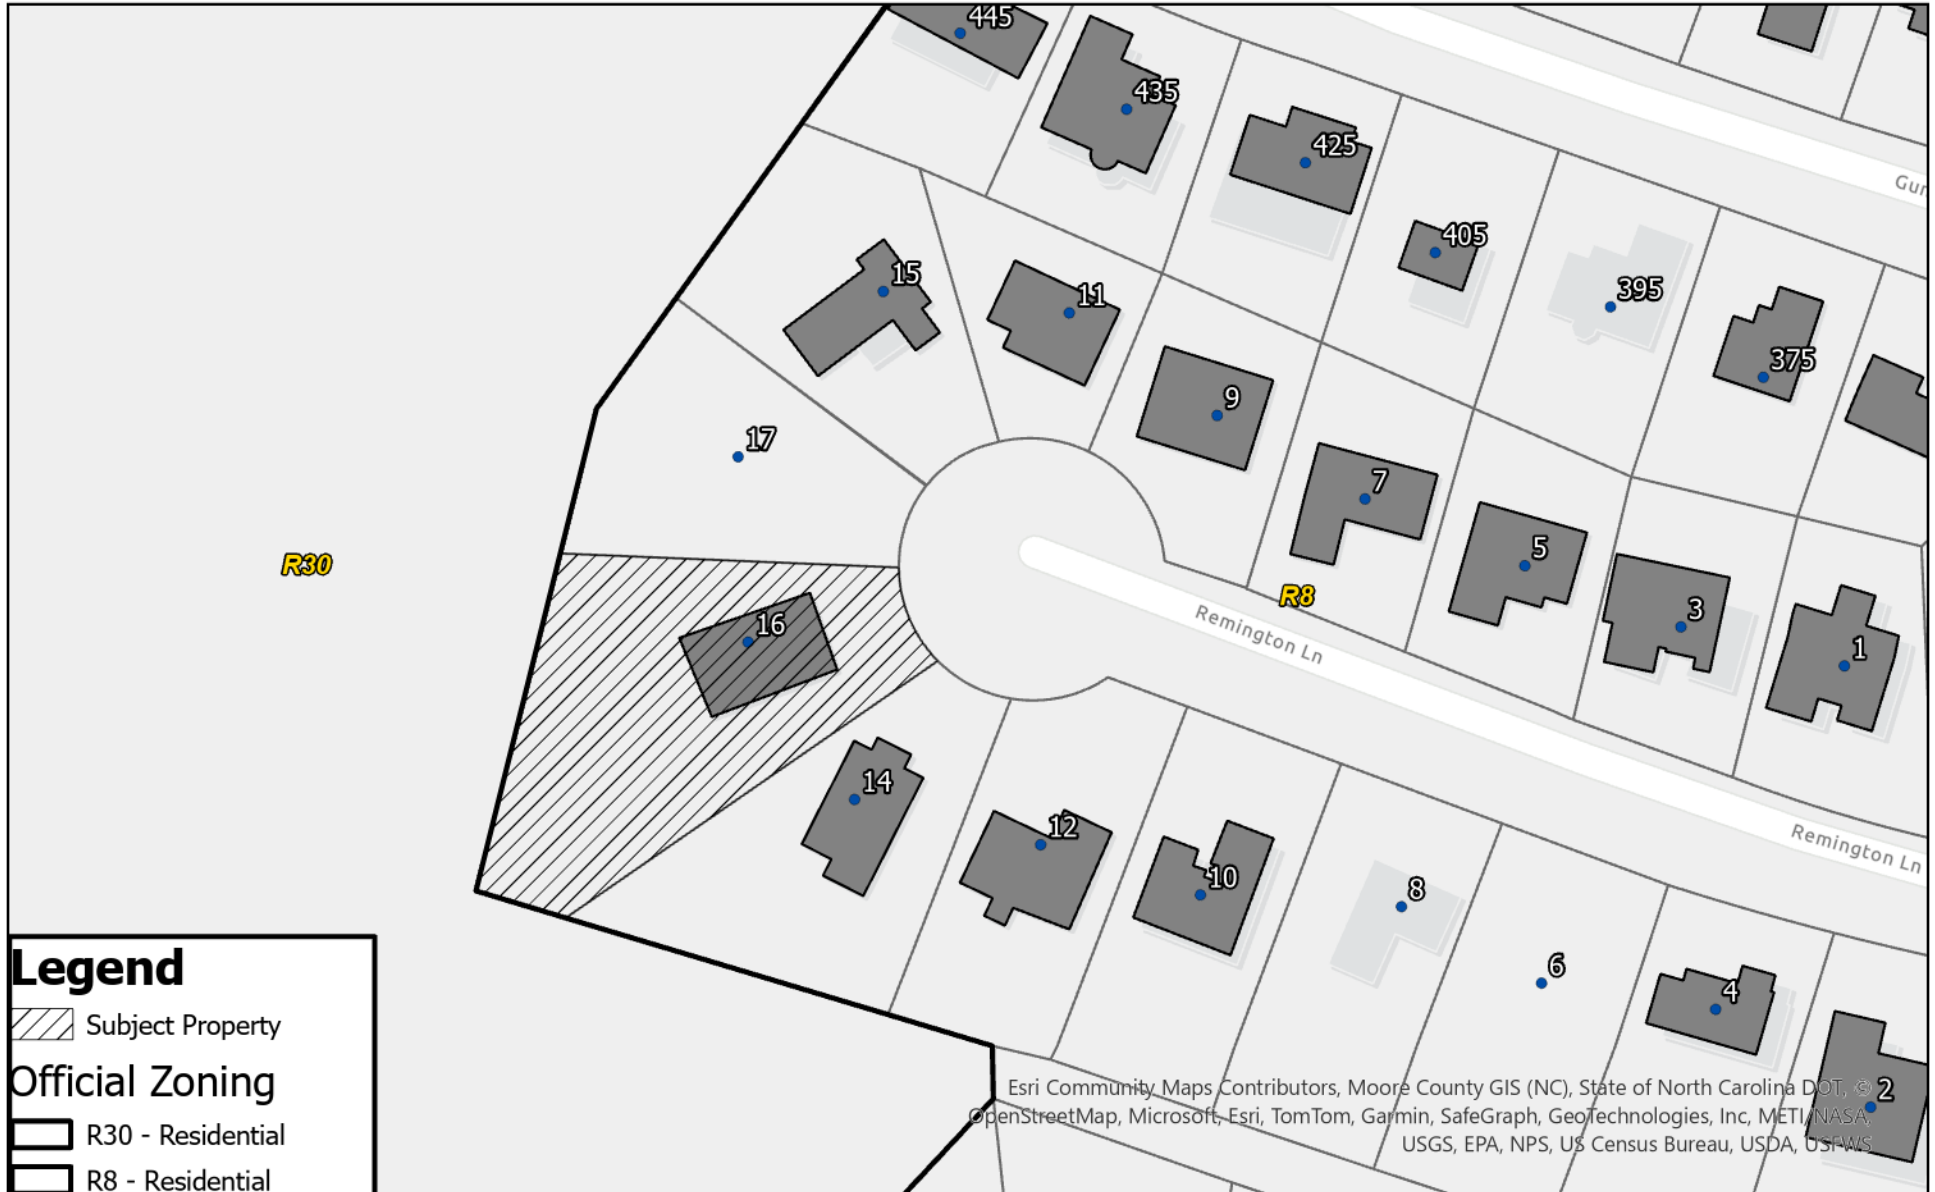 445
435
425
Gun
405
395
375
15
11
9
7
5
3
1
17
R30
R8
Remington Ln
16
14
12
10
8
6
4
2
Remington Ln
Legend
Subject Property
Official Zoning
R30 - Residential
R8 - Residential
Esri Community Maps Contributors, Moore County GIS (NC), State of North Carolina DOT, ©
OpenStreetMap, Microsoft, Esri, TomTom, Garmin, SafeGraph, GeoTechnologies, Inc, METI/NASA,
USGS, EPA, NPS, US Census Bureau, USDA, USFWS